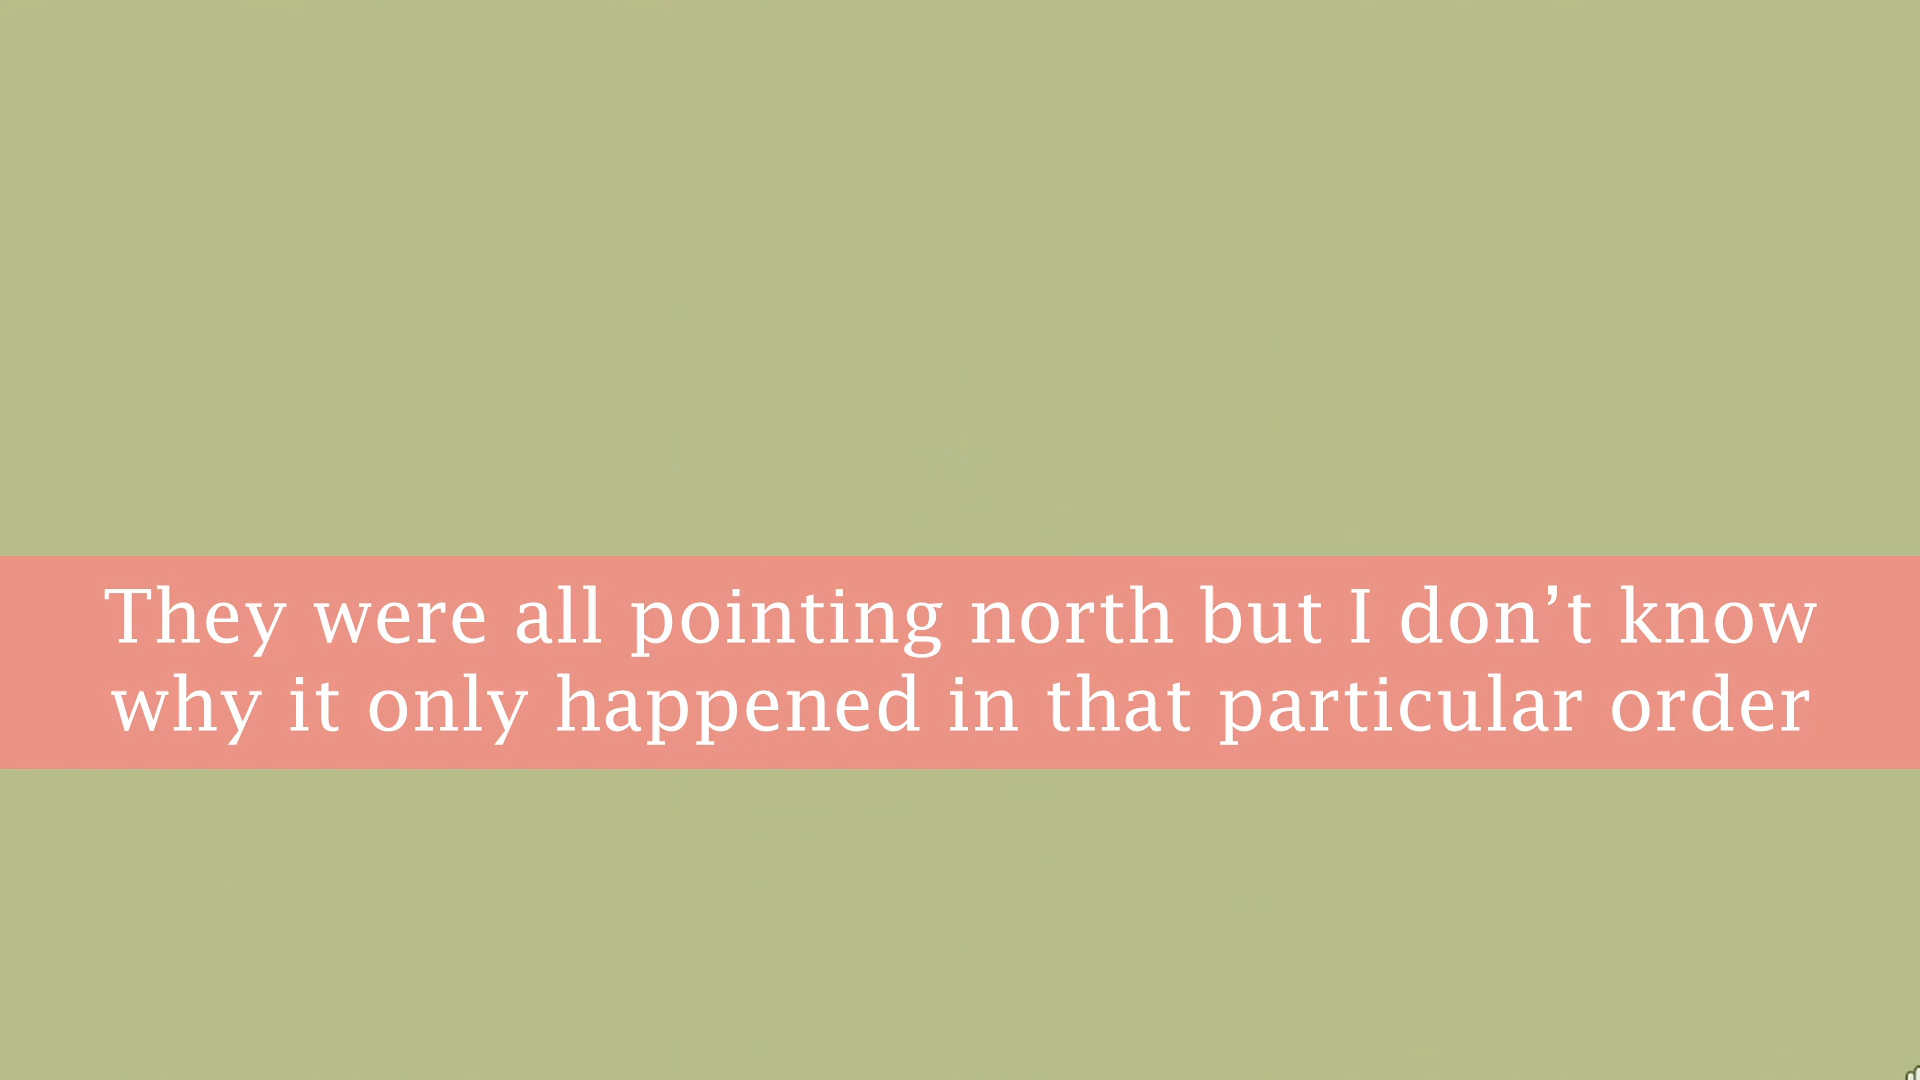 They were all pointing north but I don’t know
why it only happened in that particular order